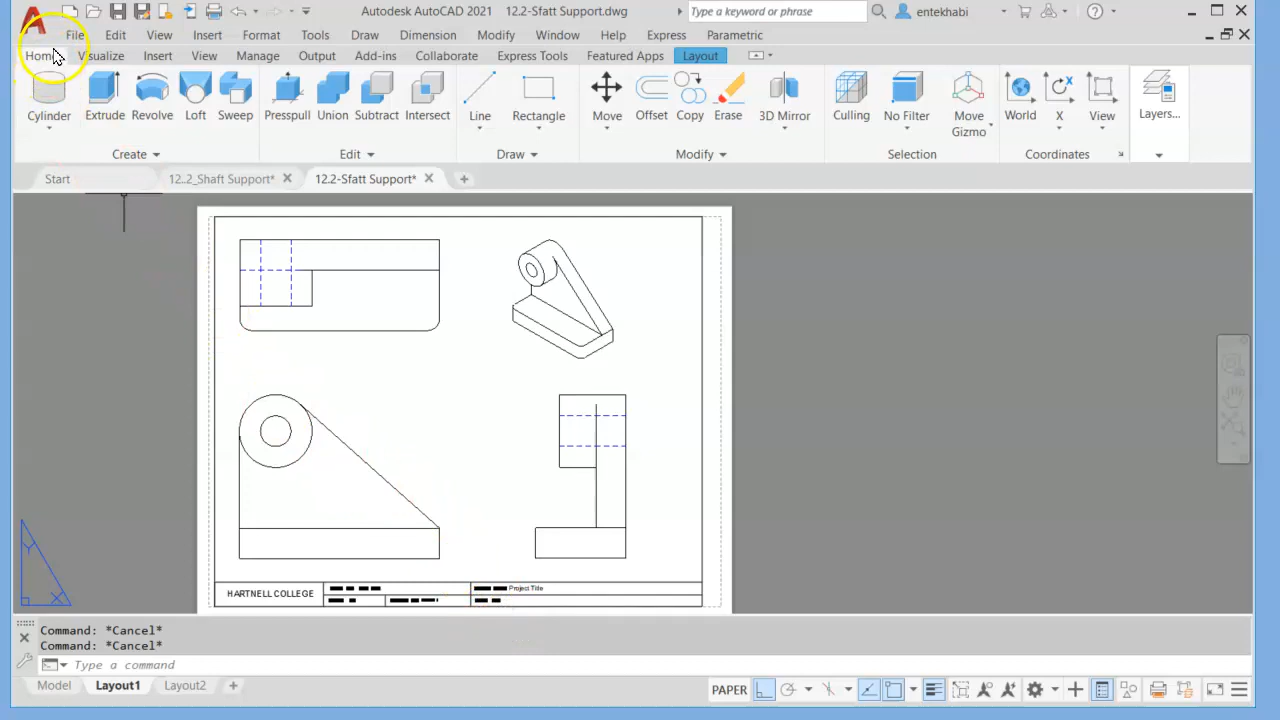 Autodesk AutoCAD 2021 12.2-Sfatt Support.dwg
Type a keyword or phrase
entekhabi
File Edit View Insert Format Tools Draw Dimension Modify Window Help Express Parametric
Home Visualize Insert View Manage Output Add-ins Collaborate Express Tools Featured Apps Layout
Cylinder Extrude Revolve Loft Sweep Presspull Union Subtract Intersect Line Rectangle Move Offset Copy Erase 3D Mirror Culling No Filter Move Gizmo World X View Layers...
Create Edit Draw Modify Selection Coordinates
Start 12..2_Shaft Support* 12.2-Sfatt Support*
HARTNELL COLLEGE
Project Title
Y X
Command: *Cancel*
Command: *Cancel*
Type a command
Model Layout1 Layout2 +
PAPER